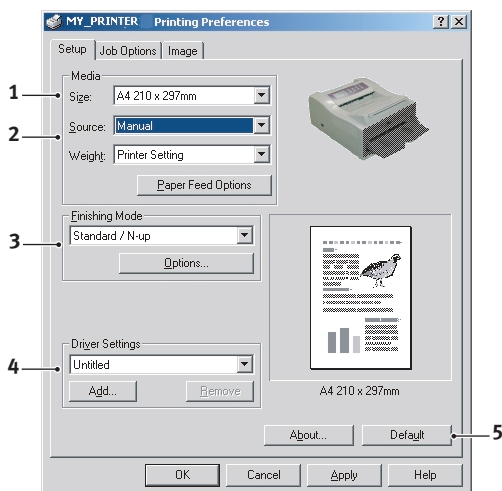 MY_PRINTER Printing Preferences
Setup Job Options Image
Media
1
Size: A4 210 x 297mm
2
Source: Manual
Weight: Printer Setting
Paper Feed Options
Finishing Mode
3
Standard / N-up
Options...
Driver Settings
4
Untitled
Add... Remove
A4 210 x 297mm
About... Default
5
OK Cancel Apply Help